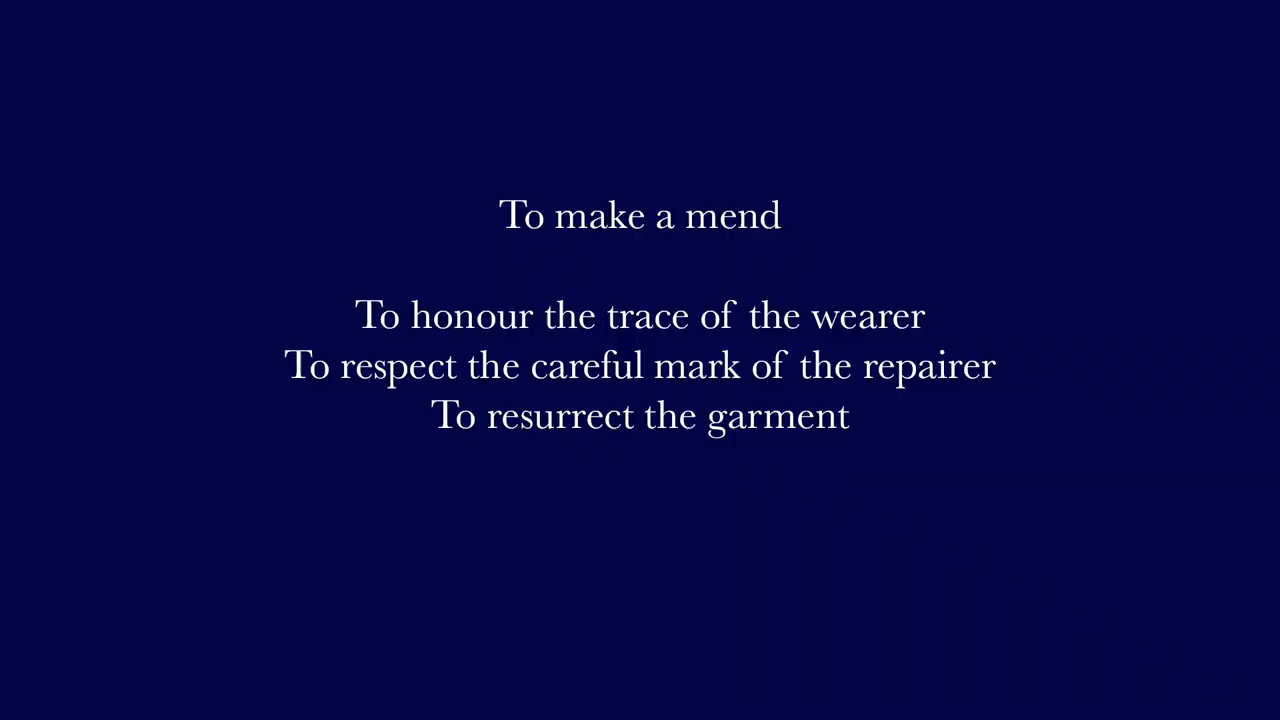 To make a mend
To honour the trace of the wearer
To respect the careful mark of the repairer
To resurrect the garment